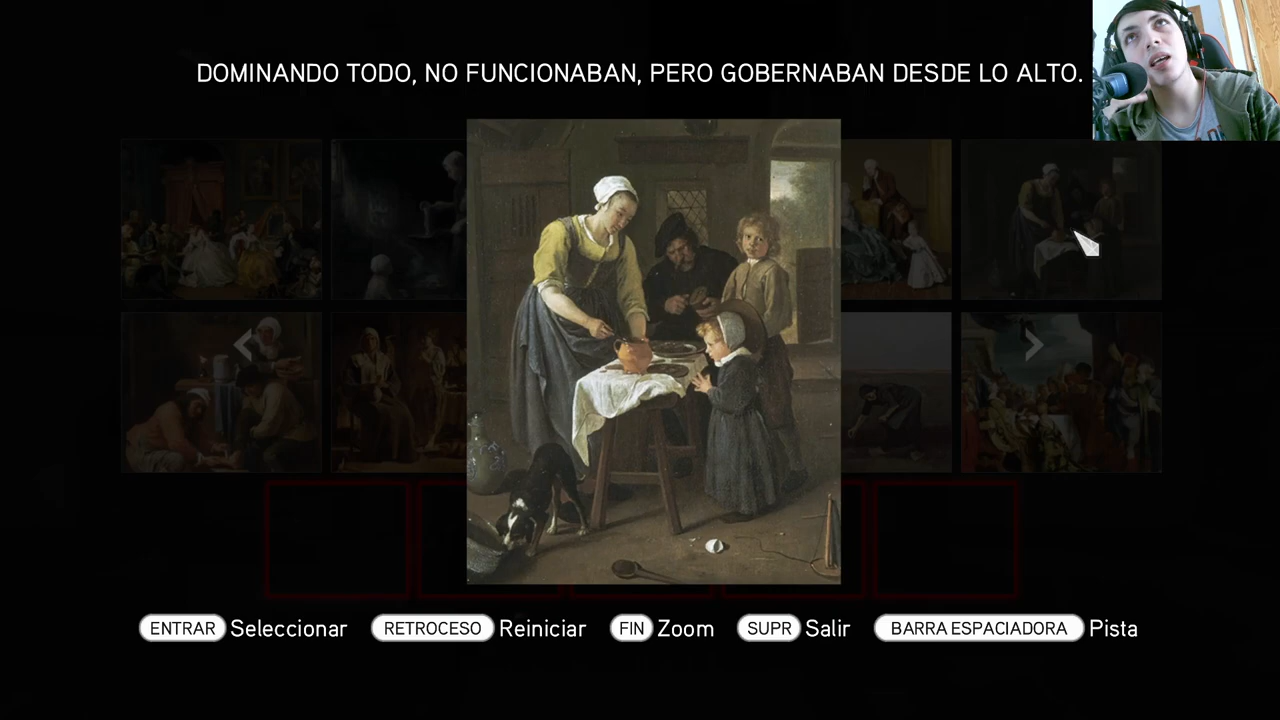 DOMINANDO TODO, NO FUNCIONABAN, PERO GOBERNABAN DESDE LO ALTO.
ENTRAR Seleccionar RETROCESO Reiniciar FIN Zoom SUPR Salir BARRA ESPACIADORA Pista